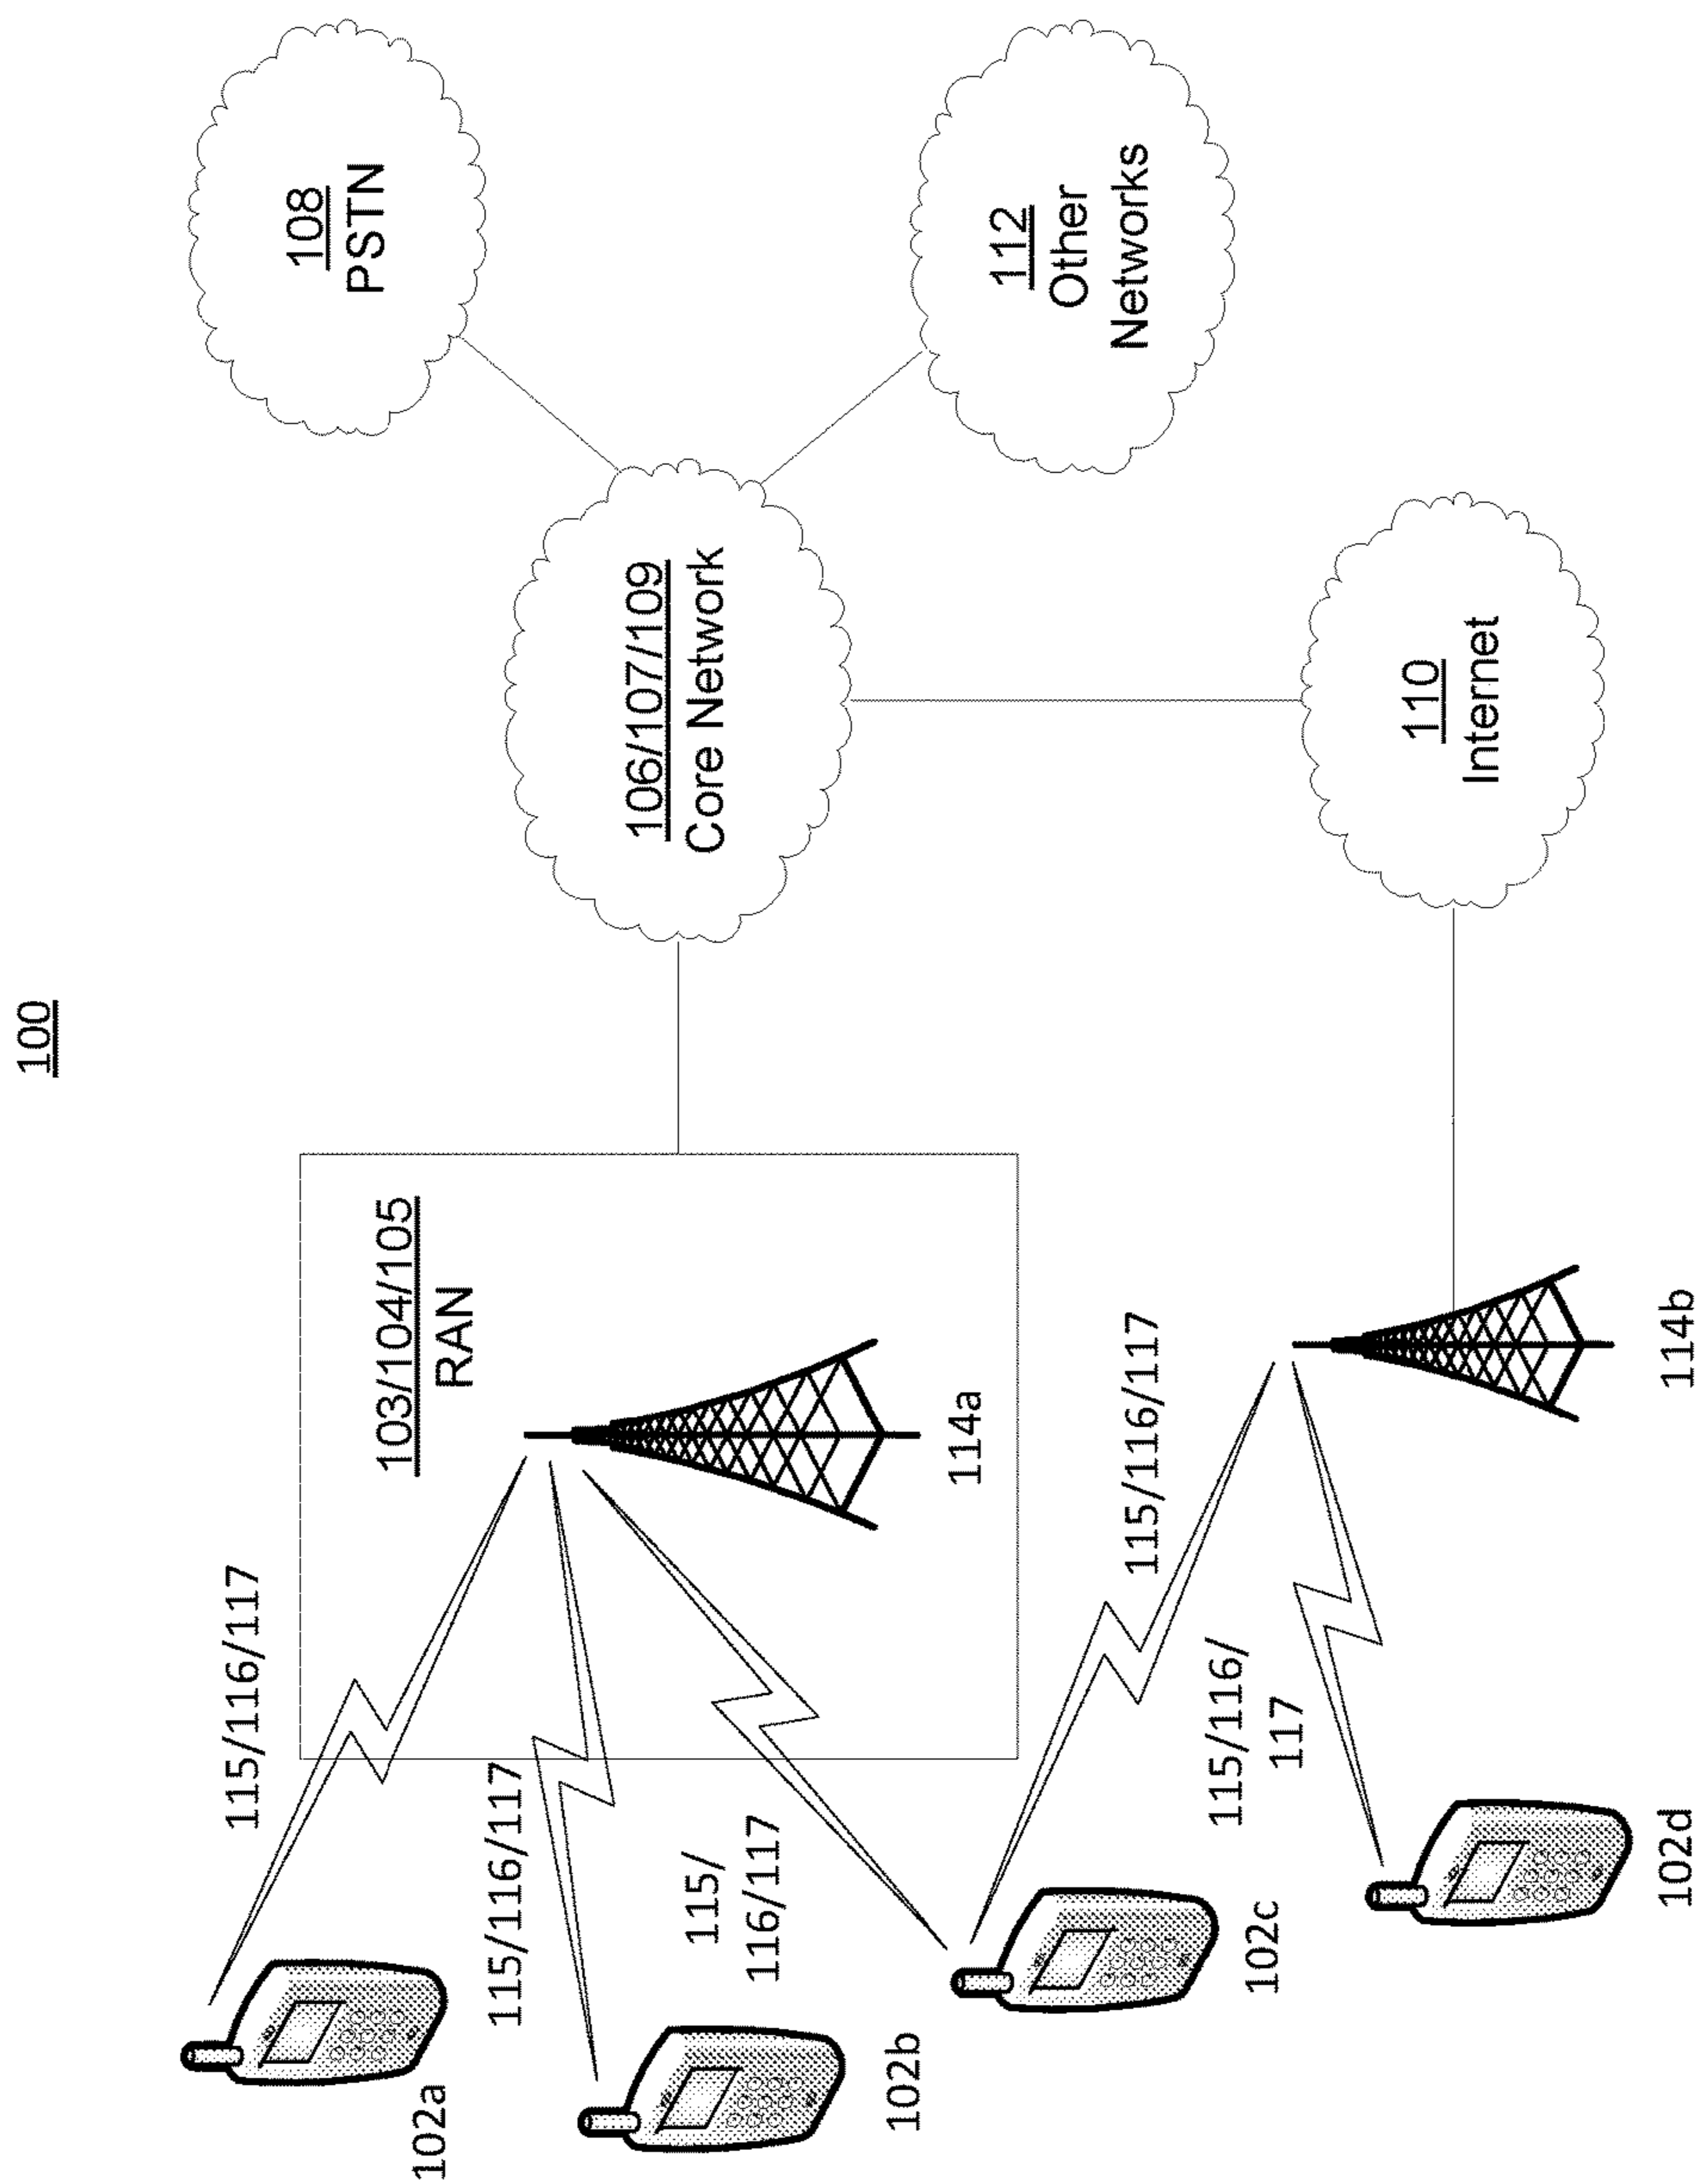 100
115/116/117
102a
103/104/105
RAN
115/116/117
102b
115/
116/117
114a
102c
115/116/117
115/116/
117
102d
114b
106/107/109
Core Network
108
PSTN
112
Other
Networks
110
Internet